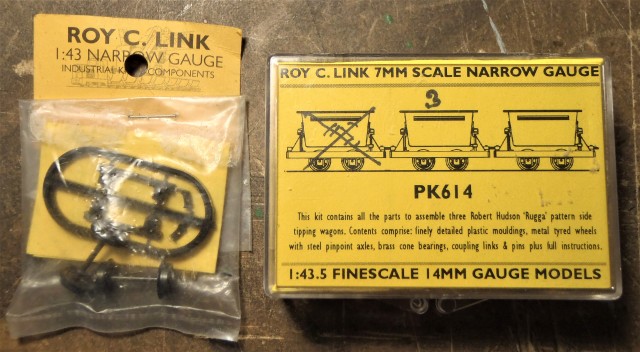 ROY C. LINK
1:43 NARROW GAUGE
INDUSTRIAL COMPONENTS
ROY C. LINK 7MM SCALE NARROW GAUGE
3
PK614
This kit contains all the parts to assemble three Robert Hudson 'Rugga' pattern side
tipping wagons. Contents comprise: finely detailed plastic mouldings, metal tyred wheels
with steel pinpoint axles, brass cone bearings, coupling links & pins plus full instructions.
1:43.5 FINESCALE 14MM GAUGE MODELS